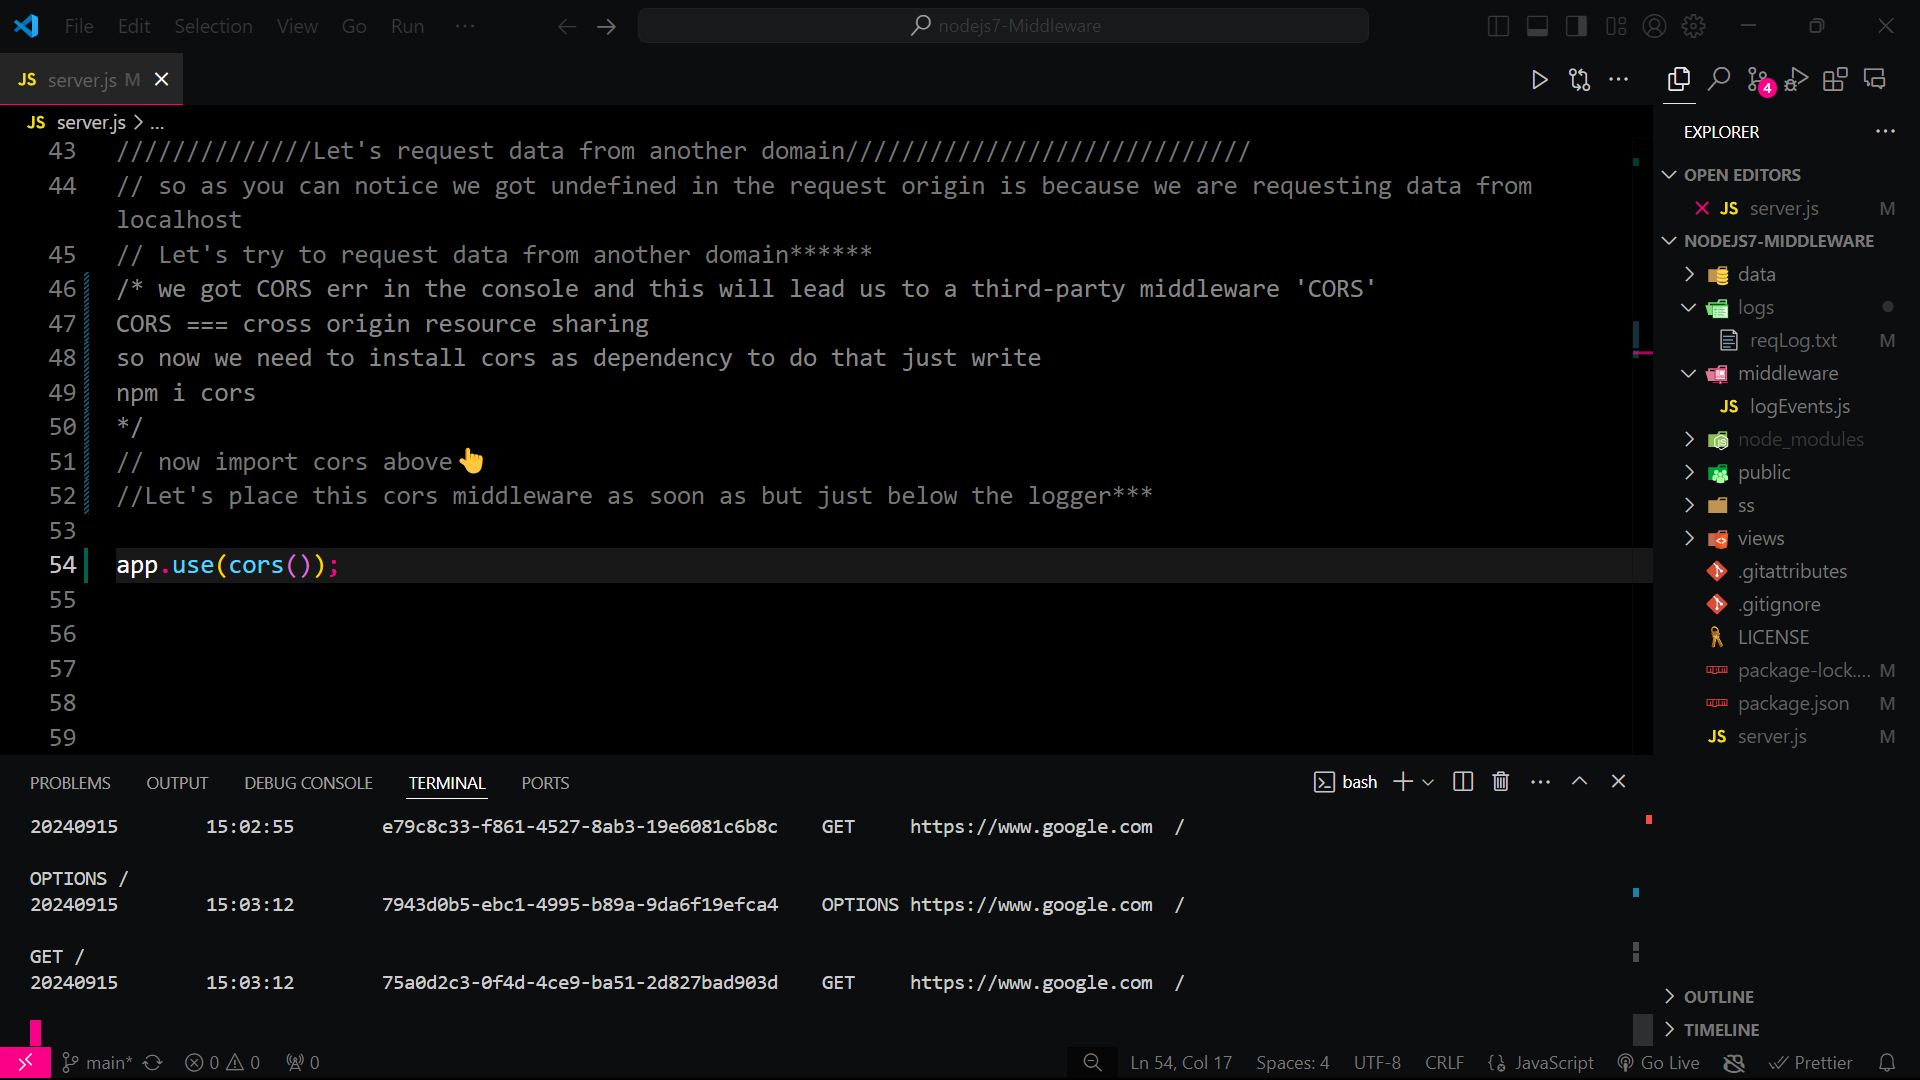 File Edit Selection View Go Run ··· nodejs7-Middleware
JS server.js M
4
JS server.js > ...
43 //////////////Let's request data from another domain/////////////////////////////
44 // so as you can notice we got undefined in the request origin is because we are requesting data from
localhost
45 // Let's try to request data from another domain******
46 /* we got CORS err in the console and this will lead us to a third-party middleware 'CORS'
47 CORS === cross origin resource sharing
48 so now we need to install cors as dependency to do that just write
49 npm i cors
50 */
51 // now import cors above👆
52 //Let's place this cors middleware as soon as but just below the logger***
53
54 app.use(cors());
55
56
57
58
59
EXPLORER
OPEN EDITORS
JS server.js M
NODEJS7-MIDDLEWARE
data
logs
reqLog.txt M
middleware
JS logEvents.js
node_modules
public
ss
views
.gitattributes
.gitignore
LICENSE
package-lock.... M
package.json M
JS server.js M
OUTLINE
TIMELINE
PROBLEMS OUTPUT DEBUG CONSOLE TERMINAL PORTS bash
20240915 15:02:55 e79c8c33-f861-4527-8ab3-19e6081c6b8c GET https://www.google.com /
OPTIONS /
20240915 15:03:12 7943d0b5-ebc1-4995-b89a-9da6f19efca4 OPTIONS https://www.google.com /
GET /
20240915 15:03:12 75a0d2c3-0f4d-4ce9-ba51-2d827bad903d GET https://www.google.com /
main* 0 0 0 Ln 54, Col 17 Spaces: 4 UTF-8 CRLF {} JavaScript Go Live Prettier